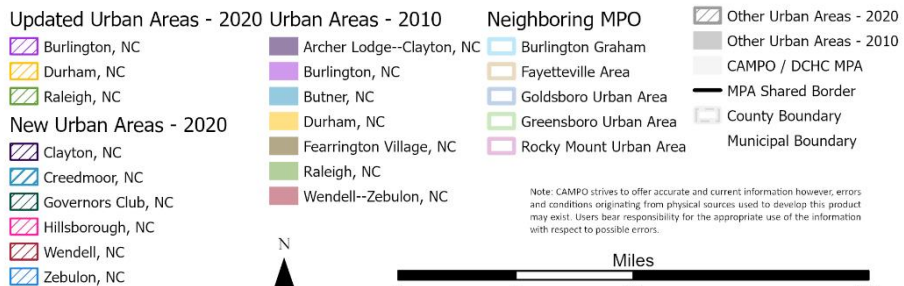 Updated Urban Areas - 2020
Burlington, NC
Durham, NC
Raleigh, NC
New Urban Areas - 2020
Clayton, NC
Creedmoor, NC
Governors Club, NC
Hillsborough, NC
Wendell, NC
Zebulon, NC
Urban Areas - 2010
Archer Lodge--Clayton, NC
Burlington, NC
Butner, NC
Durham, NC
Fearrington Village, NC
Raleigh, NC
Wendell--Zebulon, NC
Neighboring MPO
Burlington Graham
Fayetteville Area
Goldsboro Urban Area
Greensboro Urban Area
Rocky Mount Urban Area
Other Urban Areas - 2020
Other Urban Areas - 2010
CAMPO / DCHC MPA
MPA Shared Border
County Boundary
Municipal Boundary
Note: CAMPO strives to offer accurate and current information however, errors
and conditions originating from physical sources used to develop this product
may exist. Users bear responsibility for the appropriate use of the information
with respect to possible errors.
N
Miles